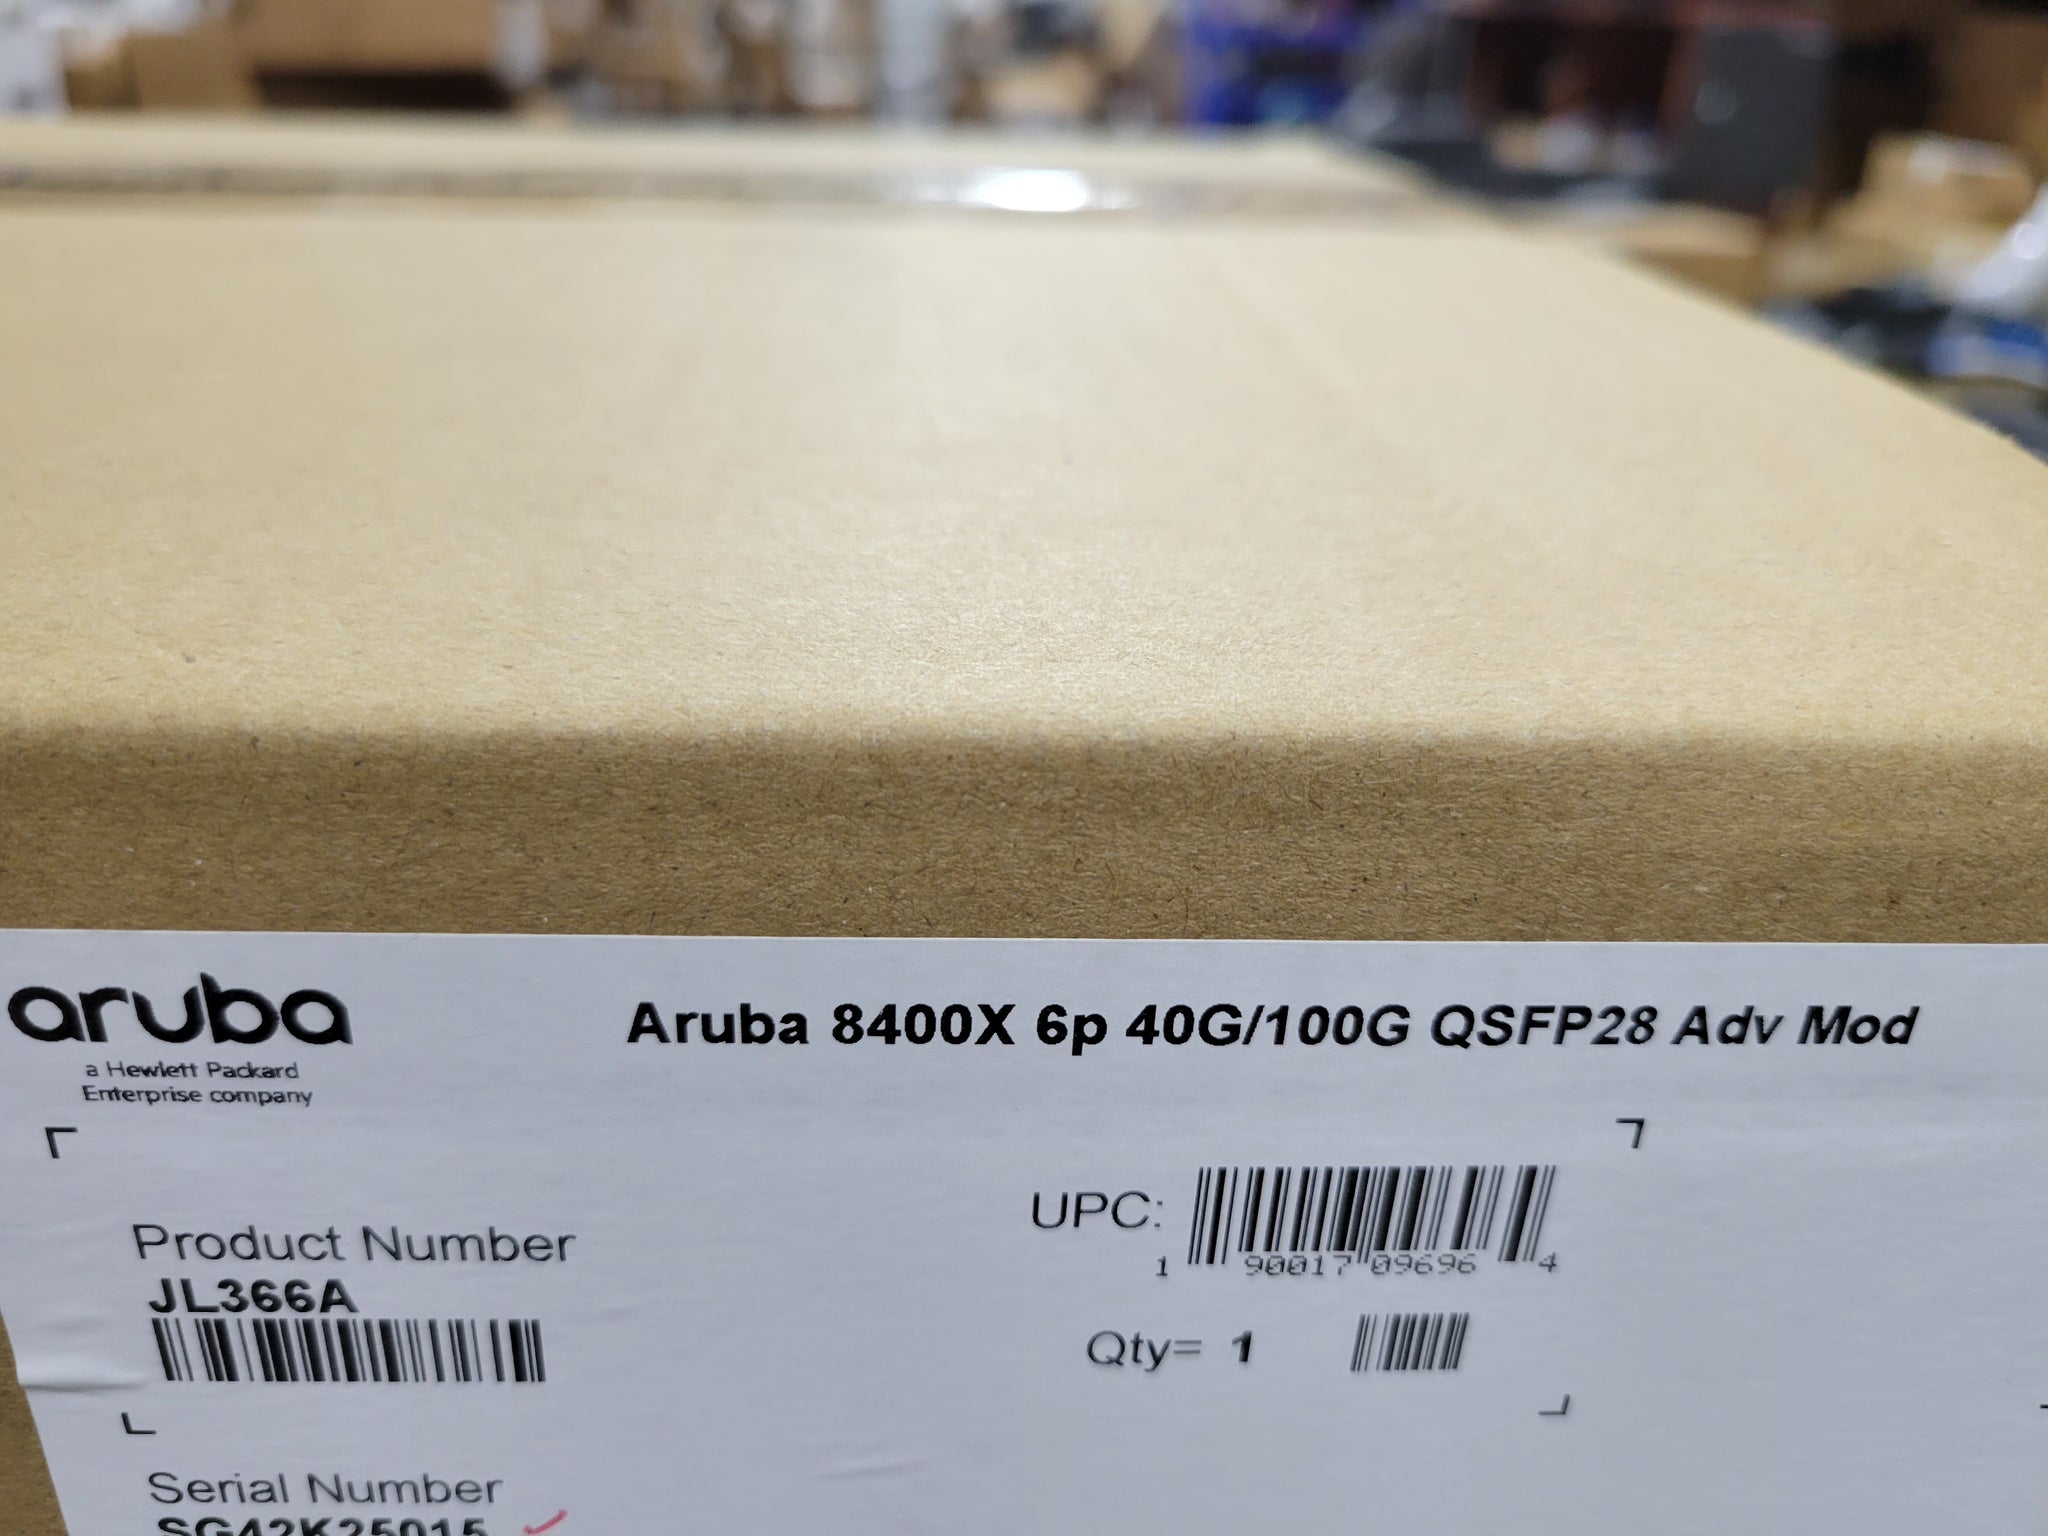 aruba
a Hewlett Packard
Enterprise company
Aruba 8400X 6p 40G/100G QSFP28 Adv Mod
Product Number
JL366A
UPC:
1 90017 09696 4
Qty= 1
Serial Number
SG42K25015